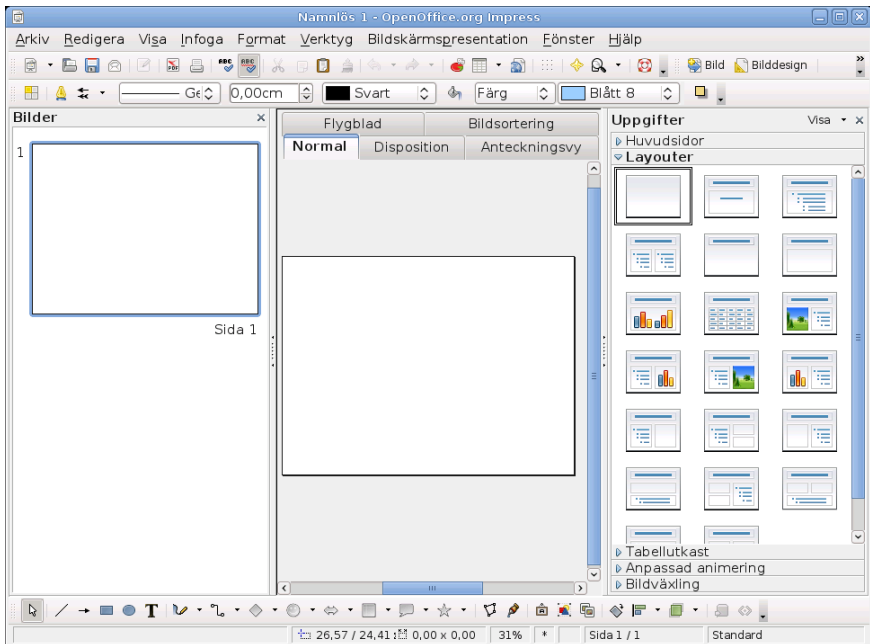 Namnlös 1 - OpenOffice.org Impress
Arkiv Redigera Visa Infoga Format Verktyg Bildskärmspresentation Fönster Hjälp
Bild Bilddesign
0,00cm Svart Färg Blått 8
Bilder
Flygblad Bildsortering
Normal Disposition Anteckningsvy
Uppgifter Visa
Huvudsidor
Layouter
1
Sida 1
Tabellutkast
Anpassad animering
Bildväxling
26,57 / 24,41 0,00 x 0,00 31% * Sida 1 / 1 Standard